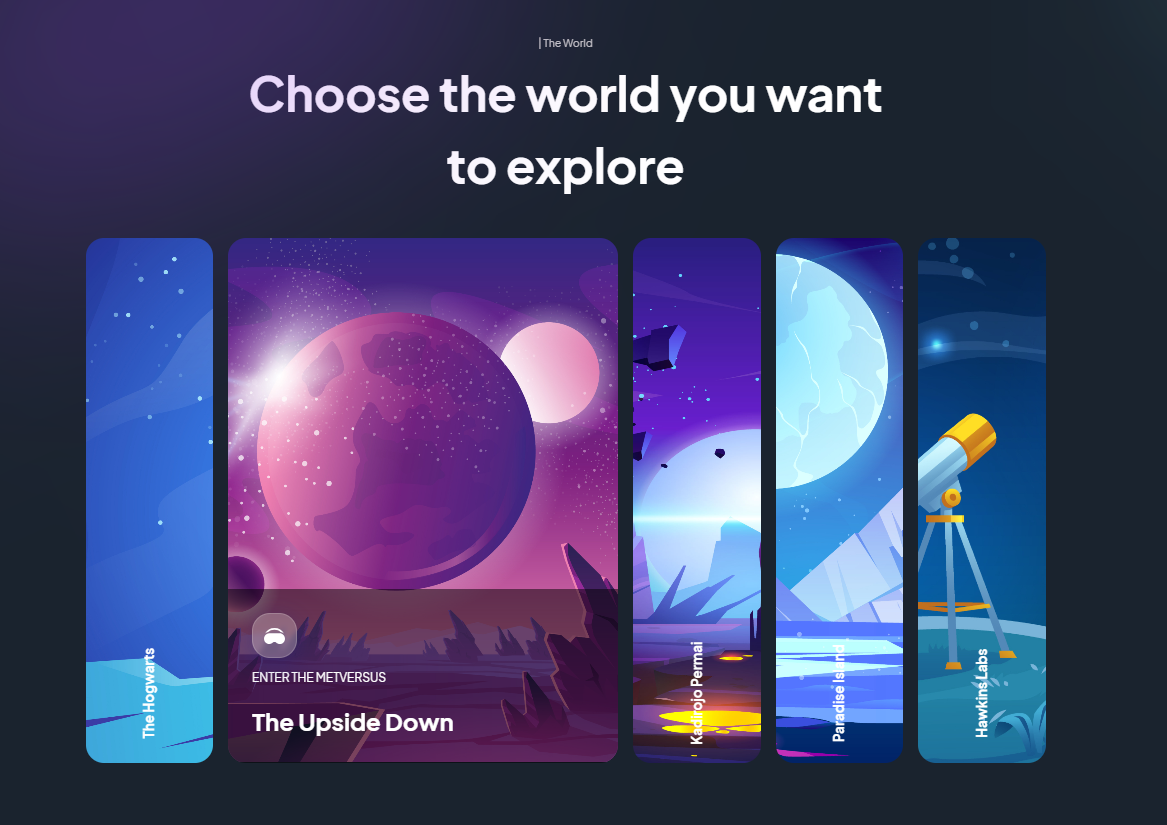 | The World
Choose the world you want
to explore
The Hogwarts
ENTER THE METVERSUS
The Upside Down
Kadirojo Permai
Paradise Island
Hawkins Labs